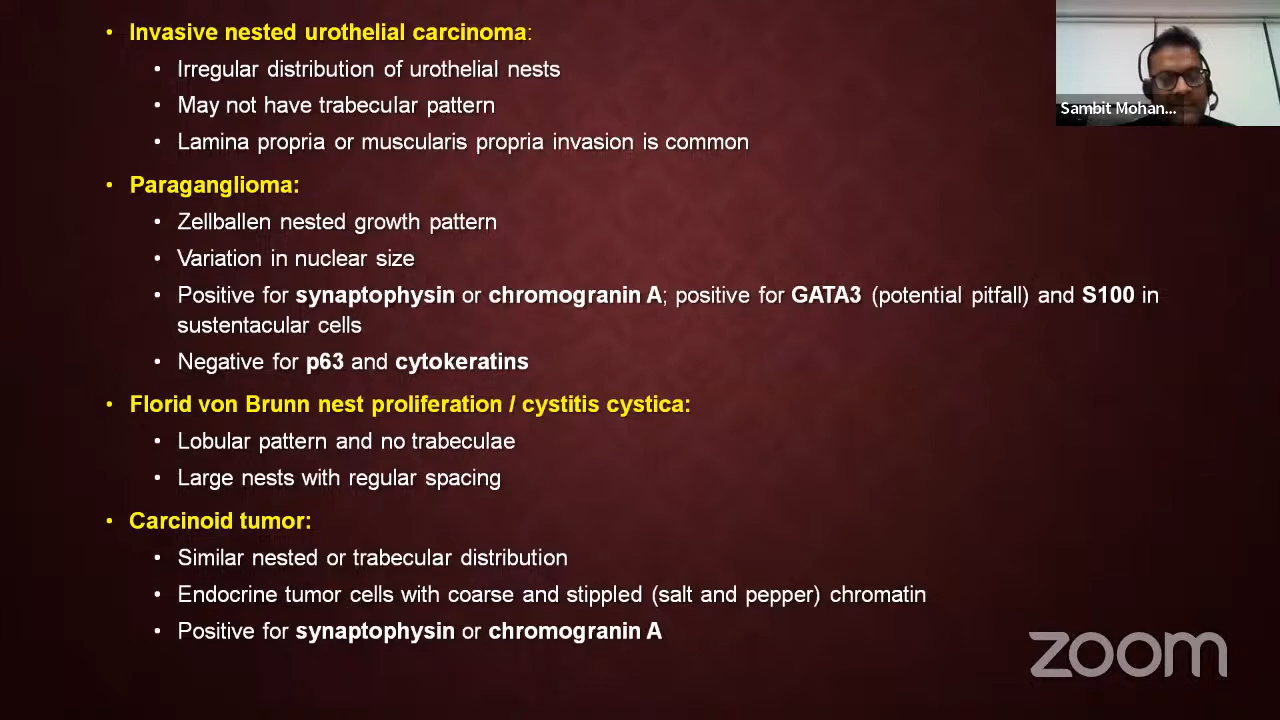 • Invasive nested urothelial carcinoma:
• Irregular distribution of urothelial nests
• May not have trabecular pattern
• Lamina propria or muscularis propria invasion is common
• Paraganglioma:
• Zellballen nested growth pattern
• Variation in nuclear size
• Positive for synaptophysin or chromogranin A; positive for GATA3 (potential pitfall) and S100 in
sustentacular cells
• Negative for p63 and cytokeratins
• Florid von Brunn nest proliferation / cystitis cystica:
• Lobular pattern and no trabeculae
• Large nests with regular spacing
• Carcinoid tumor:
• Similar nested or trabecular distribution
• Endocrine tumor cells with coarse and stippled (salt and pepper) chromatin
• Positive for synaptophysin or chromogranin A
Sambit Mohan...
zoom